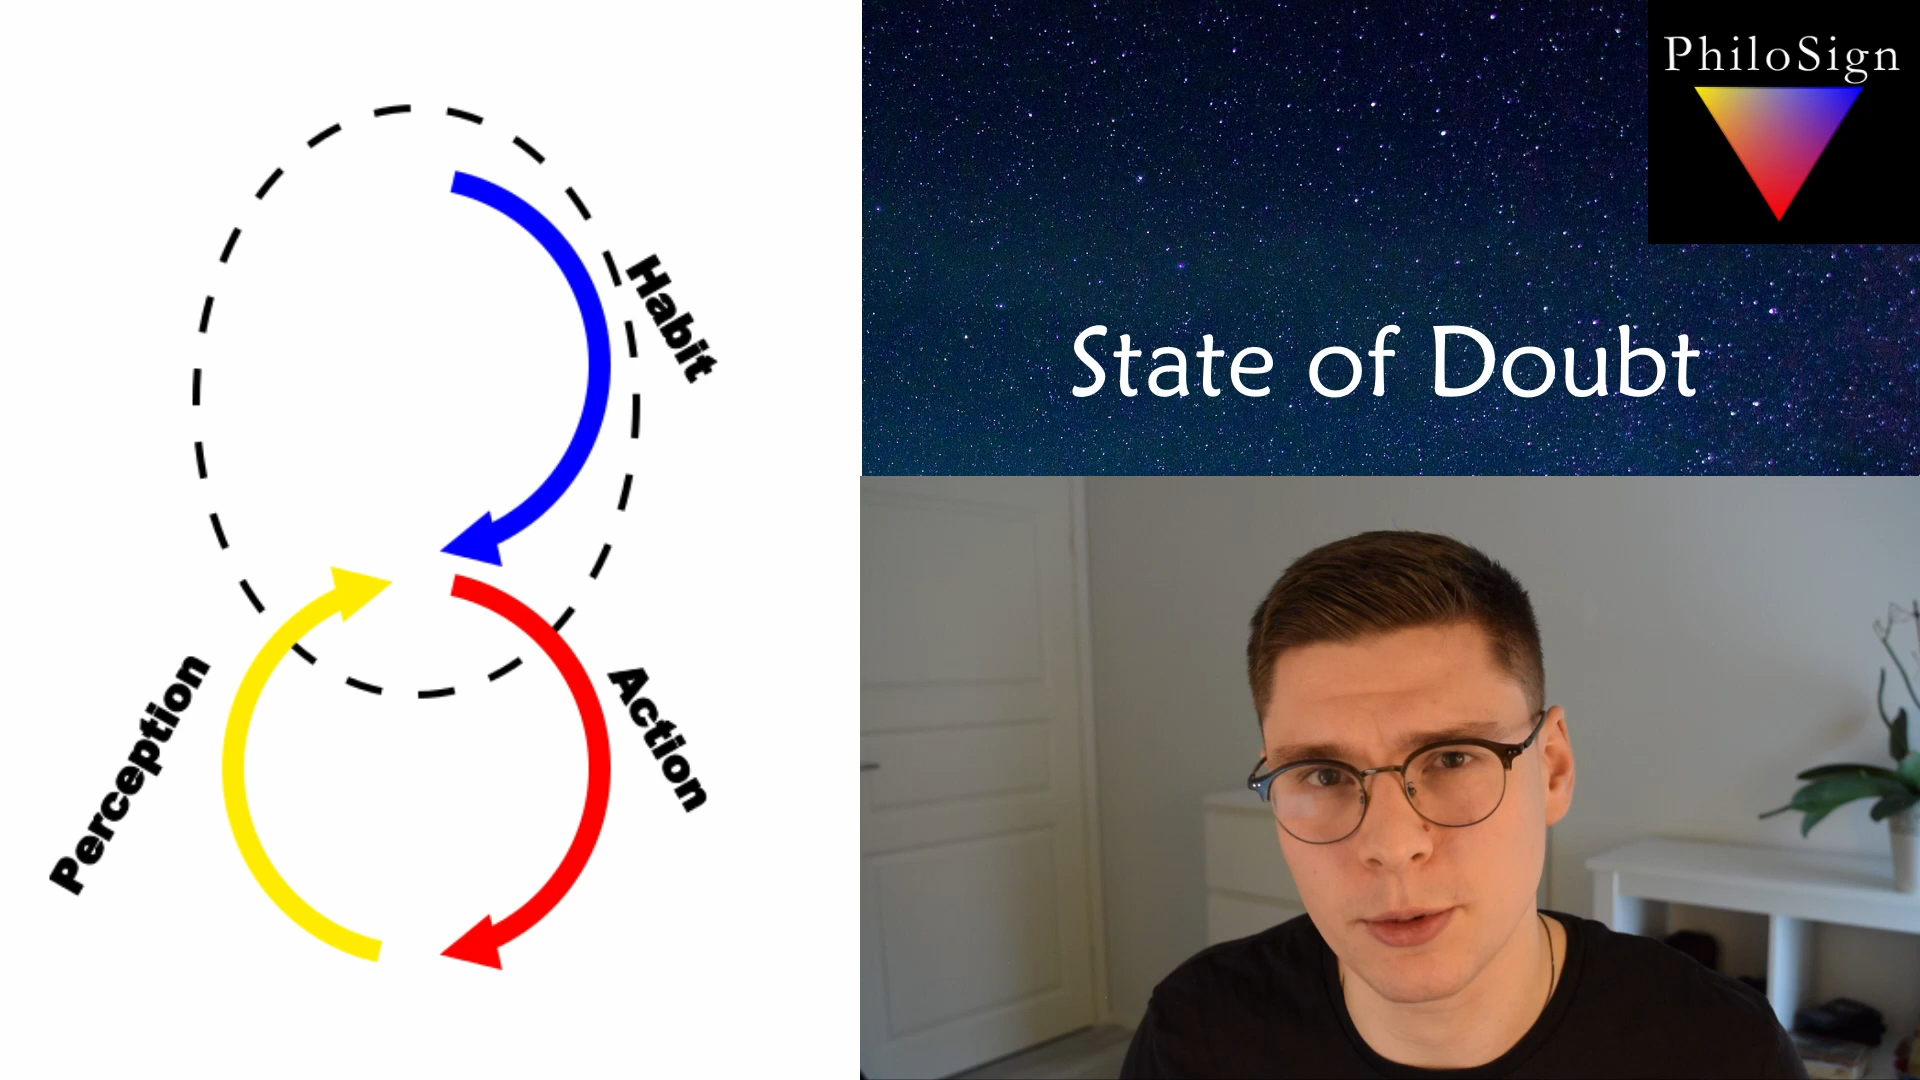 Habit
Perception
Action
PhiloSign
State of Doubt